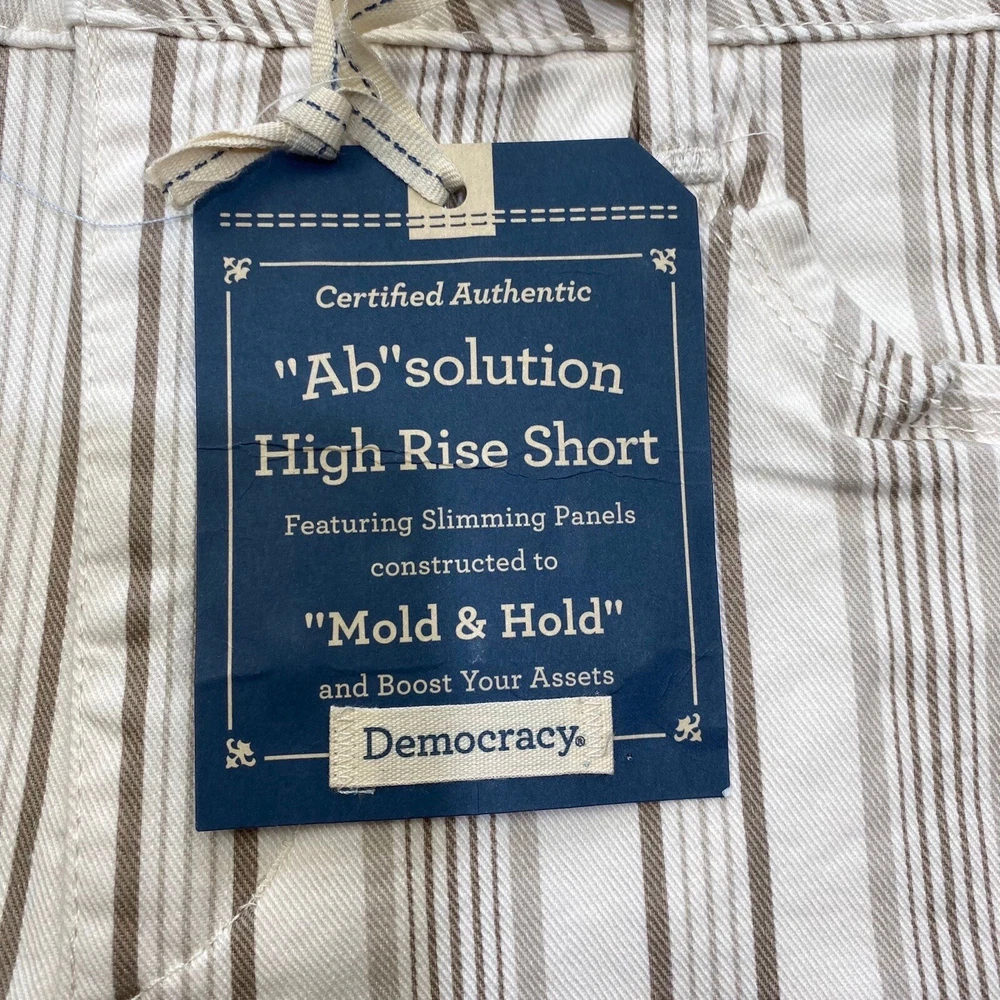 Certified Authentic
"Ab"solution
High Rise Short
Featuring Slimming Panels
constructed to
"Mold & Hold"
and Boost Your Assets
Democracy®